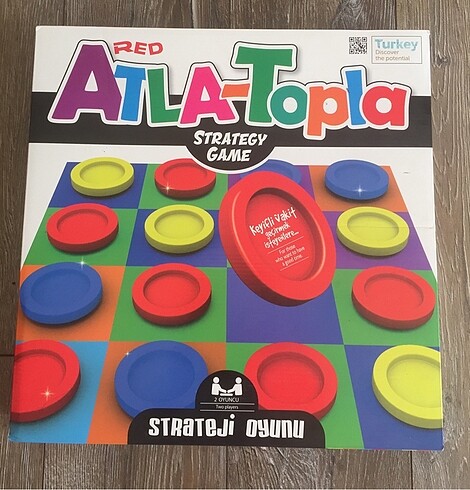 RED
ATLA-Topla
STRATEGY
GAME
Turkey
Discover
the potential
Keyifli vakit
geçirmek
isteyenlere...
For those
who want to have
a good time...
2 OYUNCU
Two players
STRATEJİ OYUNU